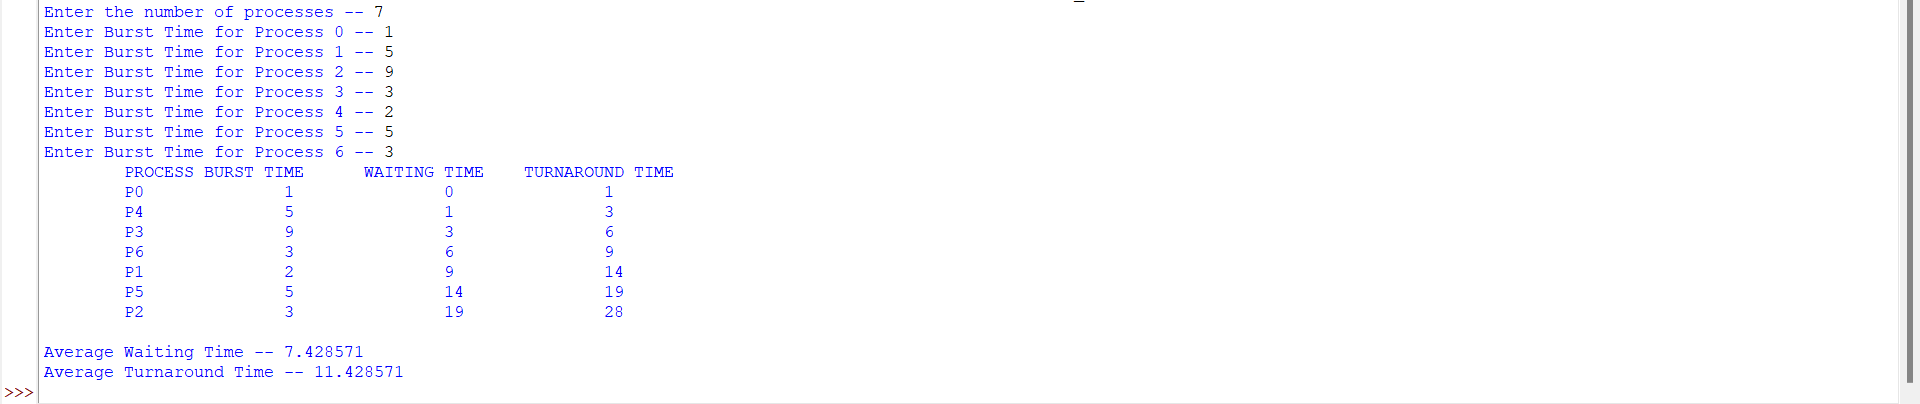 Enter the number of processes -- 7
Enter Burst Time for Process 0 -- 1
Enter Burst Time for Process 1 -- 5
Enter Burst Time for Process 2 -- 9
Enter Burst Time for Process 3 -- 3
Enter Burst Time for Process 4 -- 2
Enter Burst Time for Process 5 -- 5
Enter Burst Time for Process 6 -- 3
PROCESS BURST TIME WAITING TIME TURNAROUND TIME
P0 1 0 1
P4 5 1 3
P3 9 3 6
P6 3 6 9
P1 2 9 14
P5 5 14 19
P2 3 19 28
Average Waiting Time -- 7.428571
Average Turnaround Time -- 11.428571
>>>